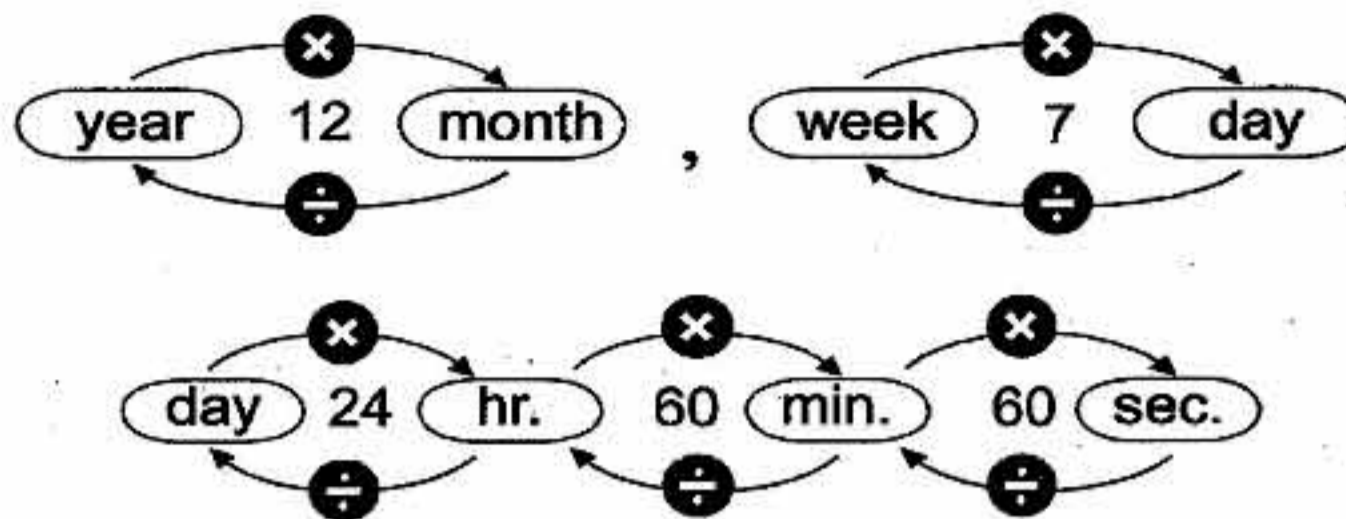 ×
×
year 12 month , week 7 day
÷
÷
× × ×
day 24 hr. 60 min. 60 sec.
÷ ÷ ÷